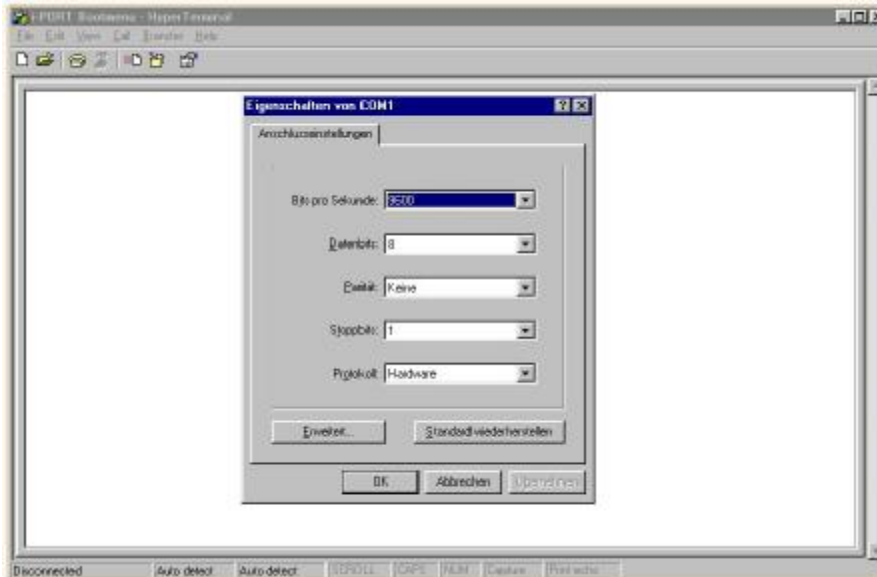 i-PORT Bootmenu - HyperTerminal
File Edit View Call Transfer Help
Eigenschaften von COM1
Anschlusseinstellungen
Bits pro Sekunde: 9600
Datenbits: 8
Parität: Keine
Stoppbits: 1
Protokoll: Hardware
Erweitert...
Standard wiederherstellen
OK
Abbrechen
Übernehmen
Disconnected
Auto detect
Auto detect
SCROLL
CAPS
NUM
Capture
Print echo